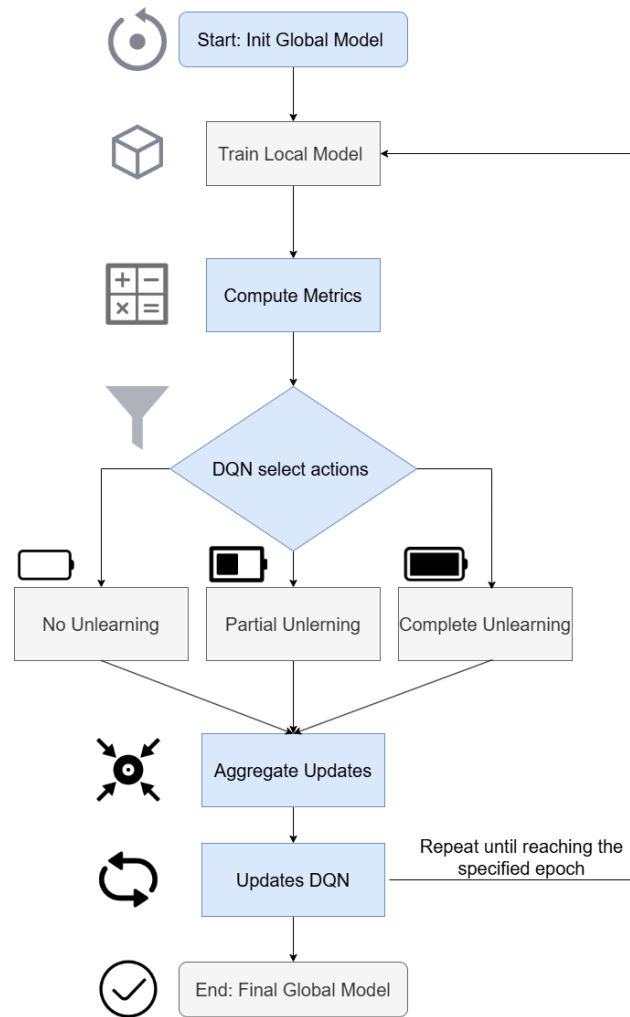 Start: Init Global Model
Train Local Model
+ −
× =
Compute Metrics
DQN select actions
No Unlearning
Partial Unlerning
Complete Unlearning
Aggregate Updates
Repeat until reaching the
specified epoch
Updates DQN
End: Final Global Model